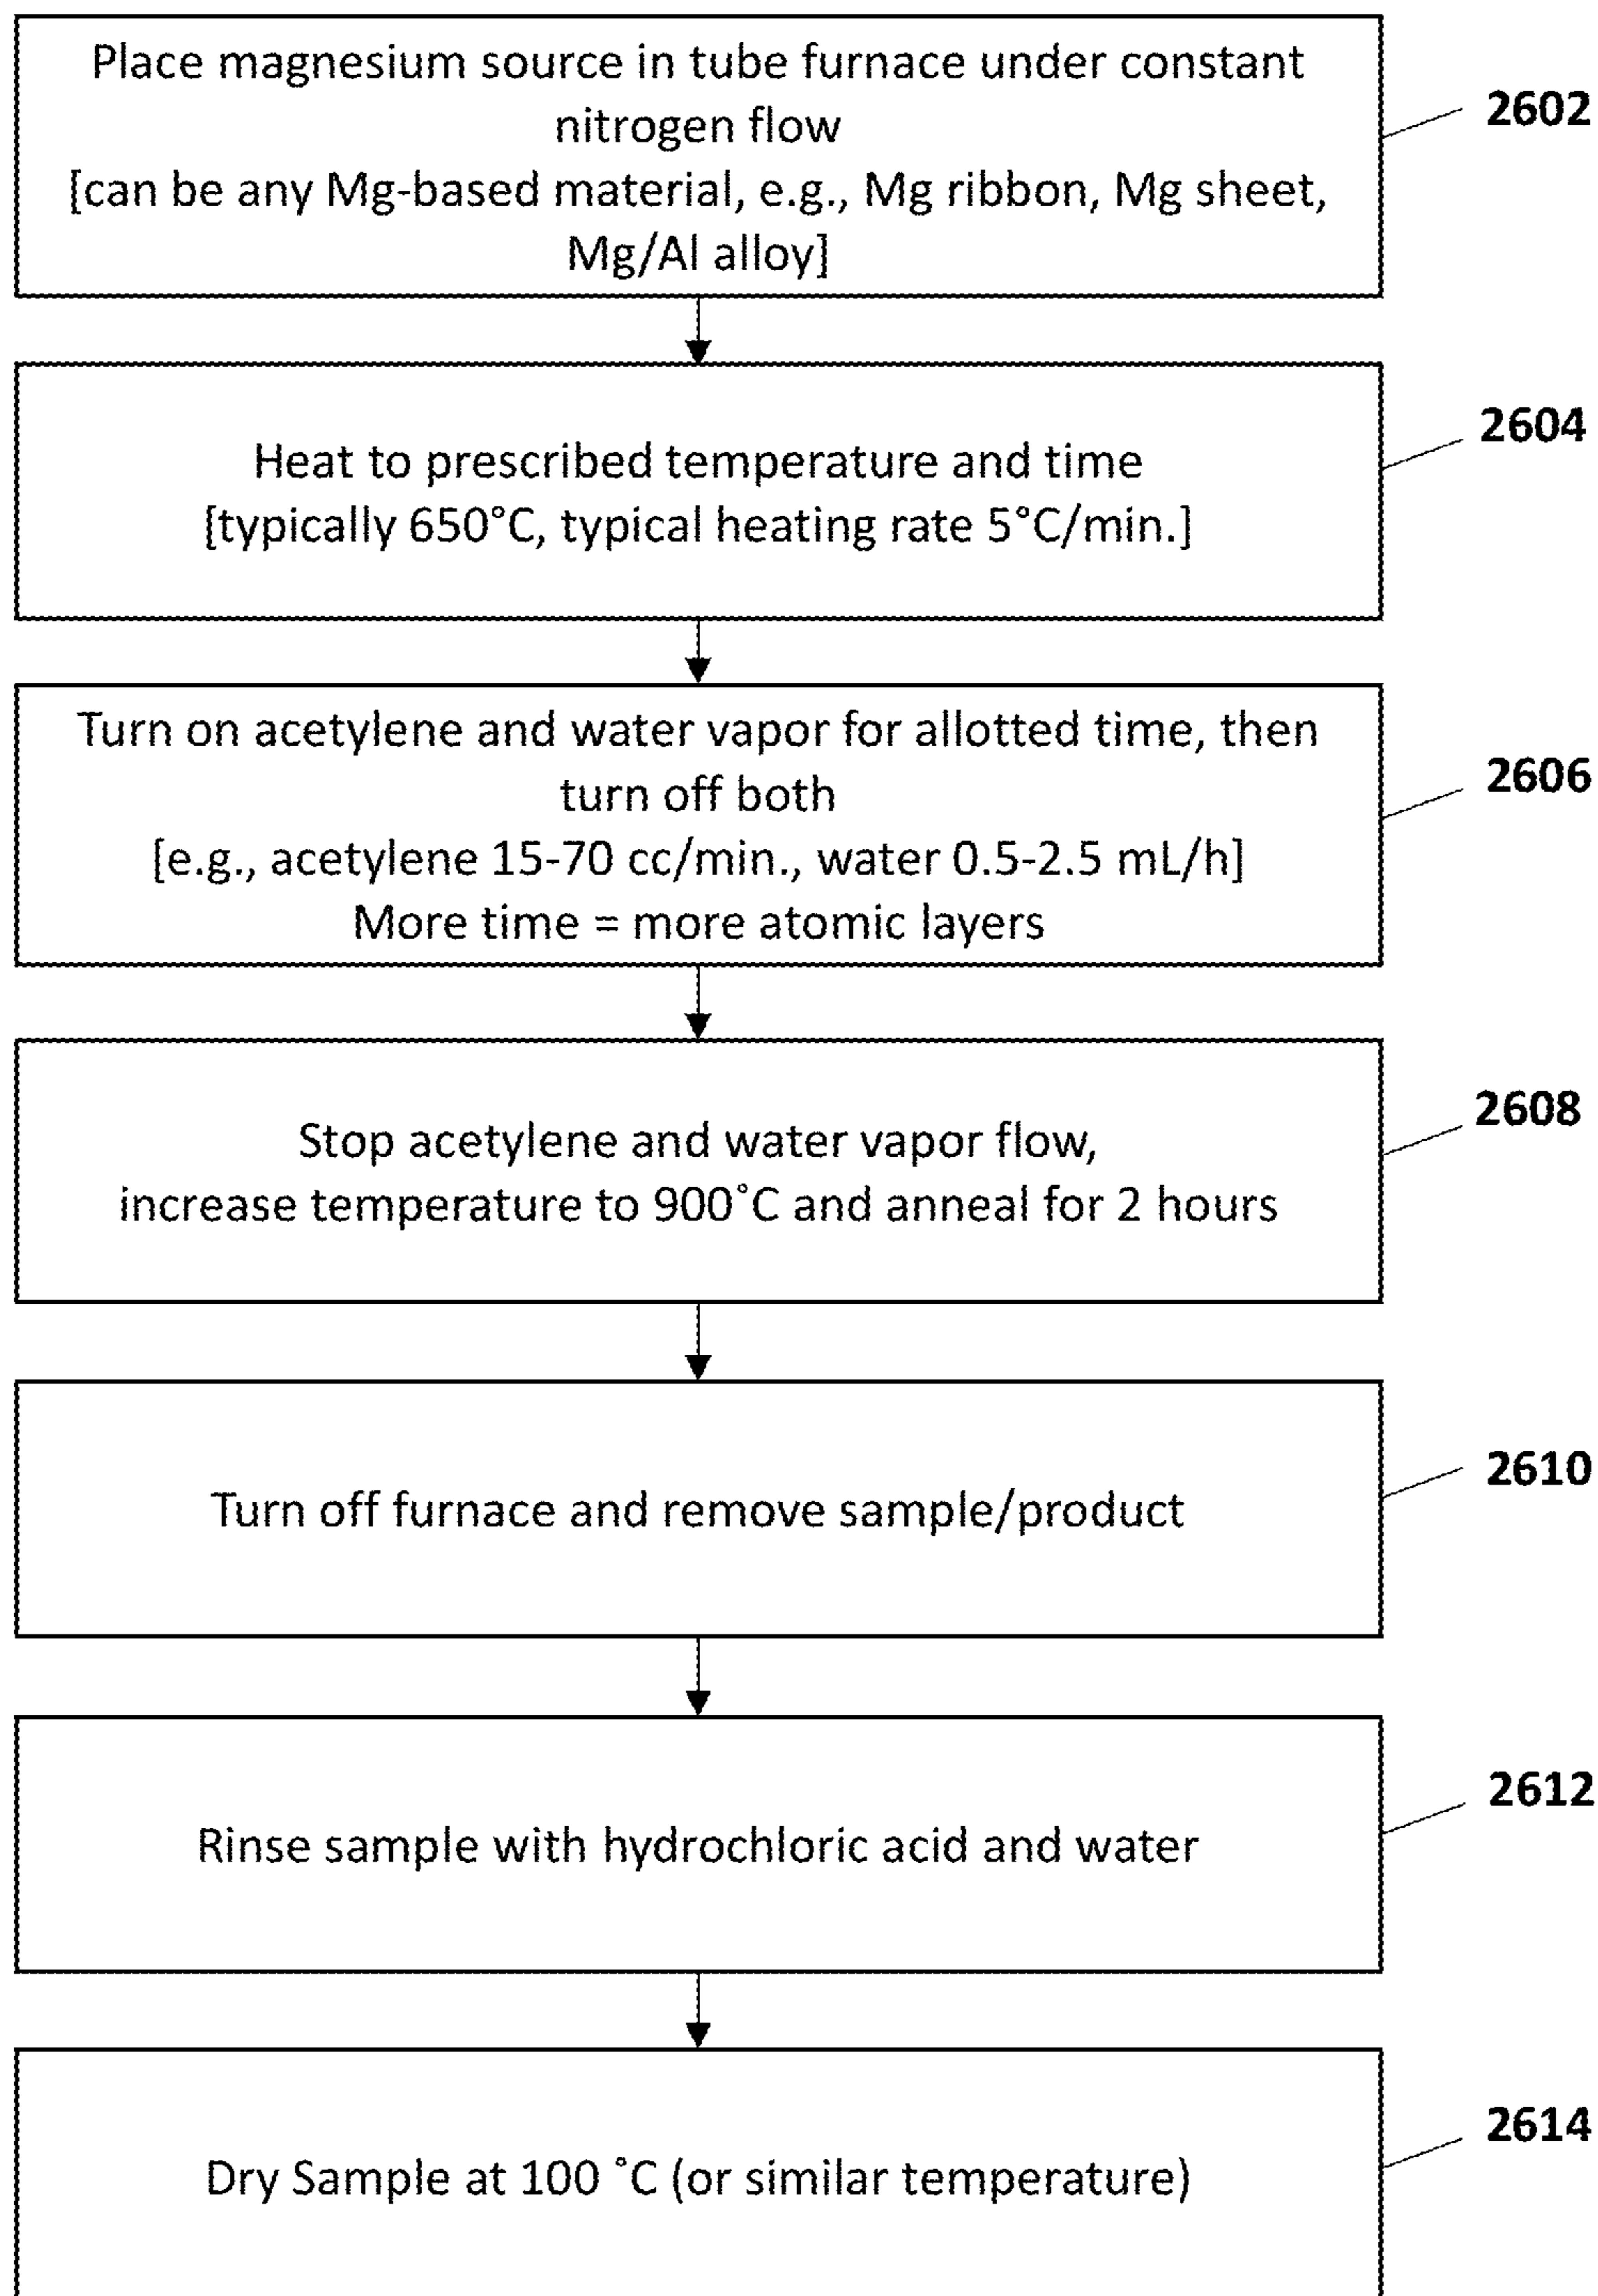 Place magnesium source in tube furnace under constant
nitrogen flow
[can be any Mg-based material, e.g., Mg ribbon, Mg sheet,
Mg/Al alloy]
2602
Heat to prescribed temperature and time
[typically 650°C, typical heating rate 5°C/min.]
2604
Turn on acetylene and water vapor for allotted time, then
turn off both
[e.g., acetylene 15-70 cc/min., water 0.5-2.5 mL/h]
More time = more atomic layers
2606
Stop acetylene and water vapor flow,
increase temperature to 900˚C and anneal for 2 hours
2608
Turn off furnace and remove sample/product
2610
Rinse sample with hydrochloric acid and water
2612
Dry Sample at 100 ˚C (or similar temperature)
2614